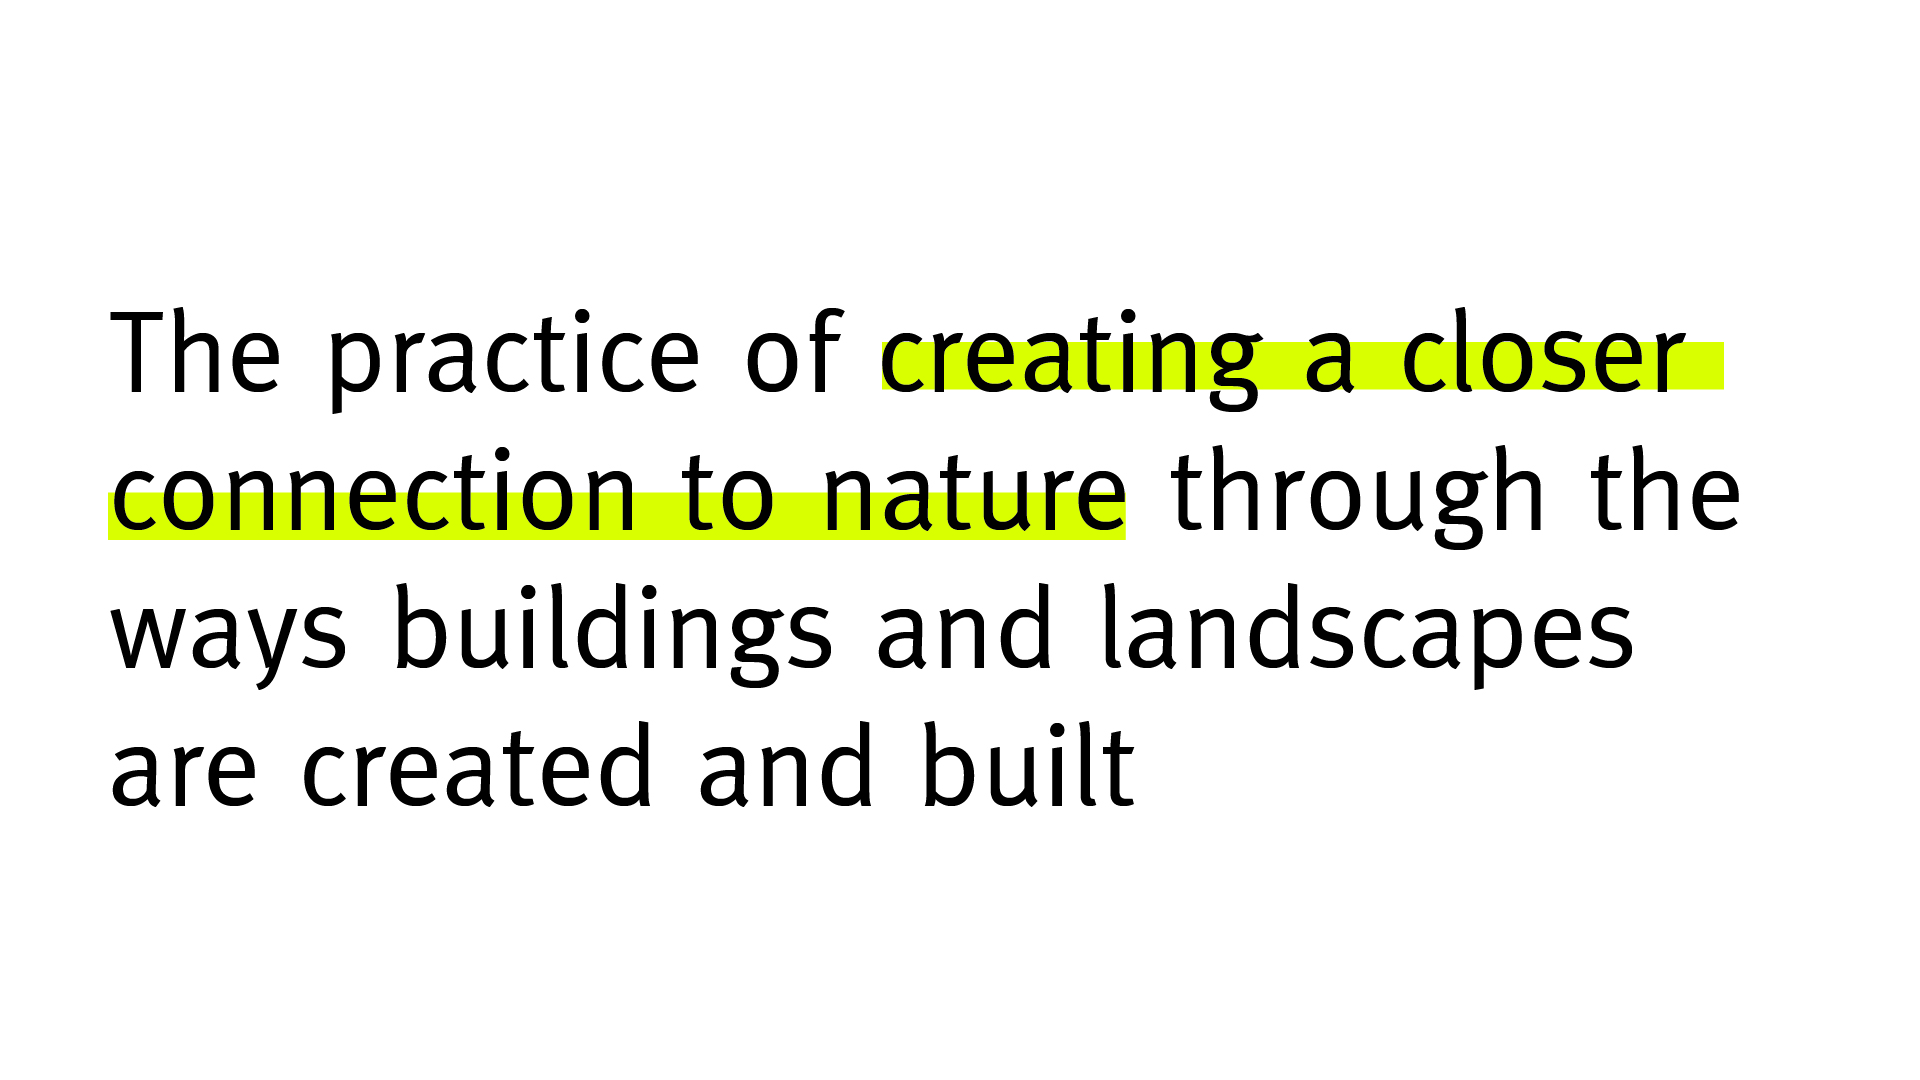 The practice of creating a closer
connection to nature through the
ways buildings and landscapes
are created and built